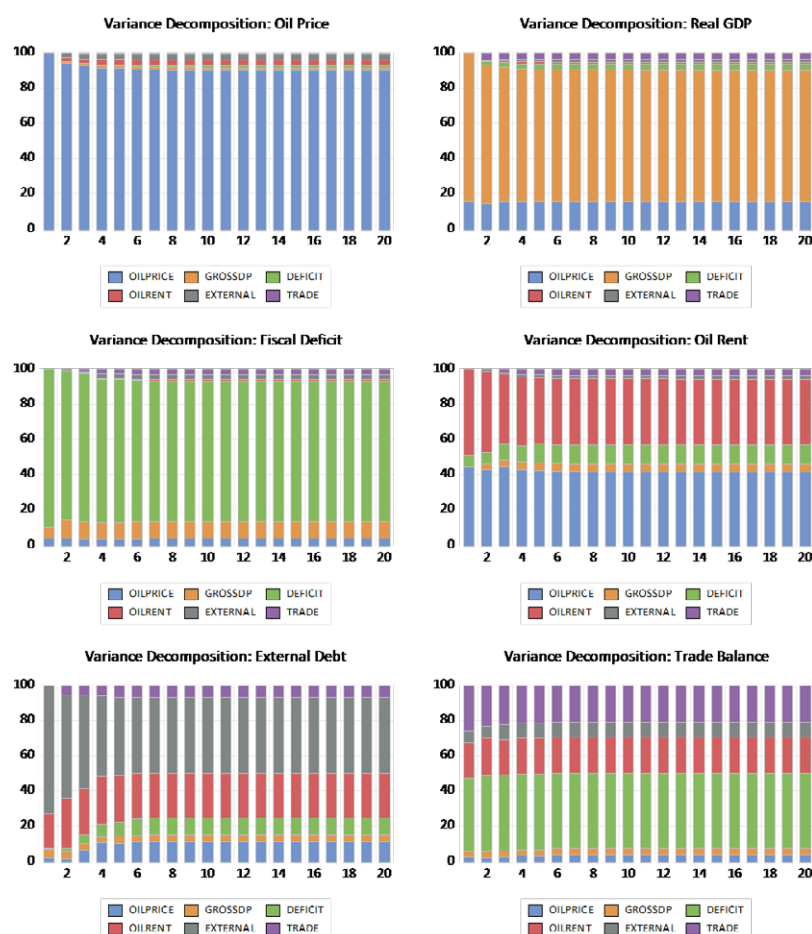 Variance Decomposition: Oil Price
100
80
60
40
20
0
2 4 6 8 10 12 14 16 18 20
OILPRICE GROSSDP DEFICIT
OILRENT EXTERNAL TRADE
Variance Decomposition: Real GDP
100
80
60
40
20
0
2 4 6 8 10 12 14 16 18 20
OILPRICE GROSSDP DEFICIT
OILRENT EXTERNAL TRADE
Variance Decomposition: Fiscal Deficit
100
80
60
40
20
0
2 4 6 8 10 12 14 16 18 20
OILPRICE GROSSDP DEFICIT
OILRENT EXTERNAL TRADE
Variance Decomposition: Oil Rent
100
80
60
40
20
0
2 4 6 8 10 12 14 16 18 20
OILPRICE GROSSDP DEFICIT
OILRENT EXTERNAL TRADE
Variance Decomposition: External Debt
100
80
60
40
20
0
2 4 6 8 10 12 14 16 18 20
OILPRICE GROSSDP DEFICIT
OILRENT EXTERNAL TRADE
Variance Decomposition: Trade Balance
100
80
60
40
20
0
2 4 6 8 10 12 14 16 18 20
OILPRICE GROSSDP DEFICIT
OILRENT EXTERNAL TRADE